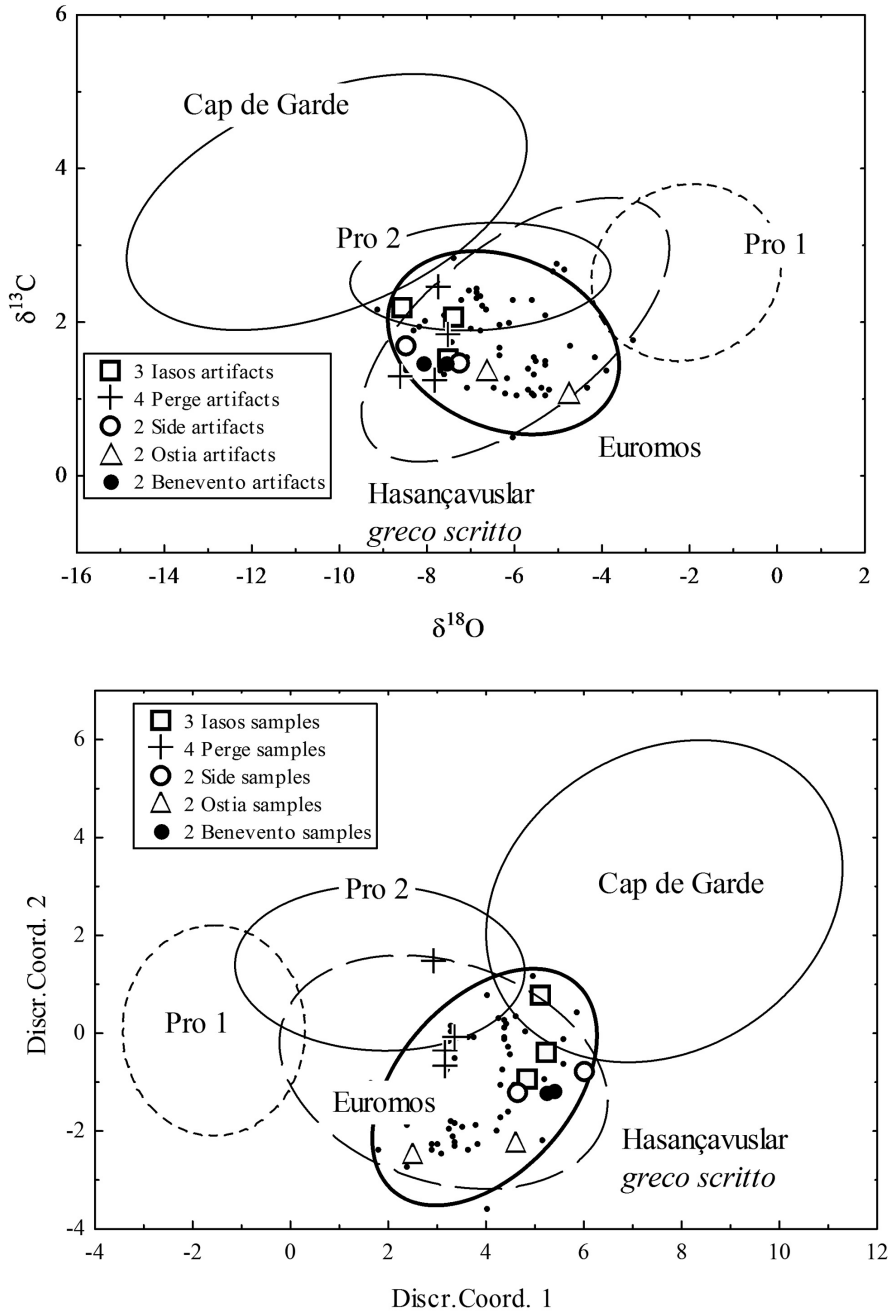 6
4
2
0
δ¹³C
Cap de Garde
Pro 2
Pro 1
3 Iasos artifacts
4 Perge artifacts
2 Side artifacts
2 Ostia artifacts
2 Benevento artifacts
Euromos
Hasançavuslar
greco scritto
-16 -14 -12 -10 -8 -6 -4 -2 0 2
δ¹⁸O
6
4
2
0
-2
-4
Discr.Coord. 2
3 Iasos samples
4 Perge samples
2 Side samples
2 Ostia samples
2 Benevento samples
Pro 2
Cap de Garde
Pro 1
Euromos
Hasançavuslar
greco scritto
-4 -2 0 2 4 6 8 10 12
Discr.Coord. 1